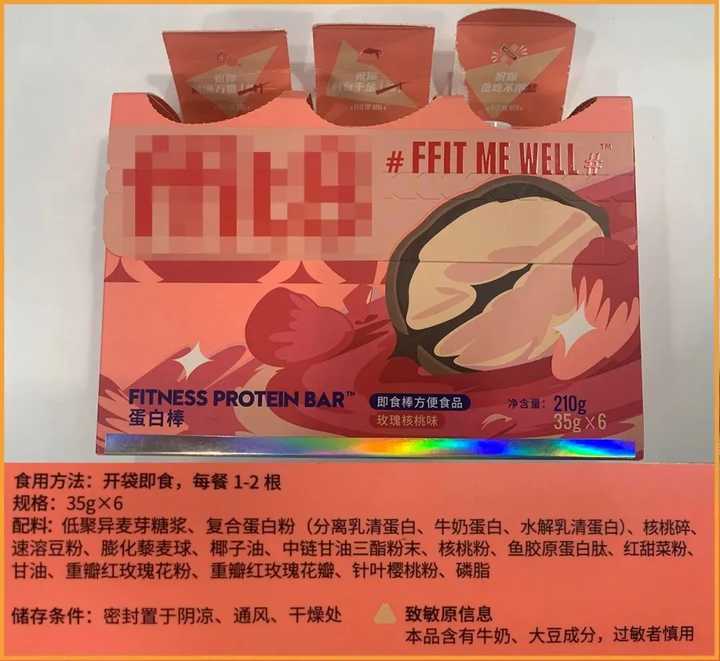 祝你
祝你
祝你
# FFIT ME WELL #™
FITNESS PROTEIN BAR™
蛋白棒
即食棒方便食品
玫瑰核桃味
净含量：210g
35g×6
食用方法：开袋即食，每餐 1-2 根
规格：35g×6
配料：低聚异麦芽糖浆、复合蛋白粉（分离乳清蛋白、牛奶蛋白、水解乳清蛋白）、核桃碎、
速溶豆粉、膨化藜麦球、椰子油、中链甘油三酯粉末、核桃粉、鱼胶原蛋白肽、红甜菜粉、
甘油、重瓣红玫瑰花粉、重瓣红玫瑰花瓣、针叶樱桃粉、磷脂
储存条件：密封置于阴凉、通风、干燥处
致敏原信息
本品含有牛奶、大豆成分，过敏者慎用